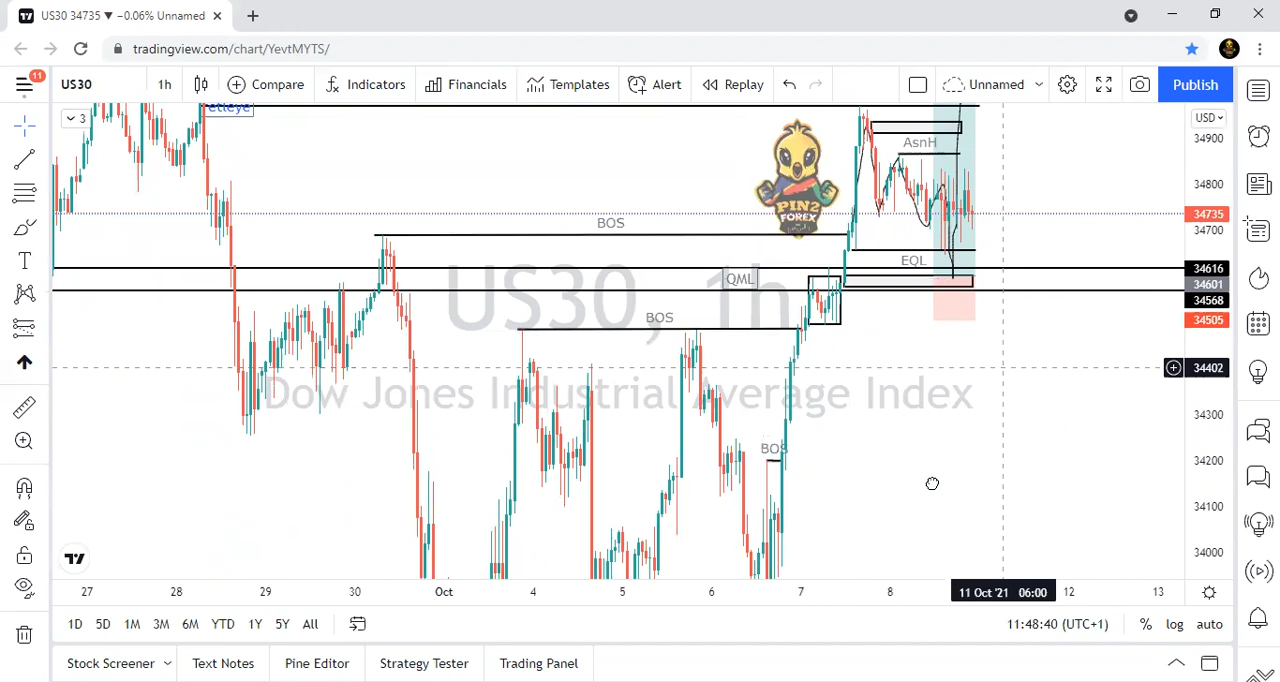 US30 34735 ▼ −0.06% Unnamed
tradingview.com/chart/YevtMYTS/
11
US30 1h Compare Indicators Financials Templates Alert Replay Unnamed Publish
3
USD
34900
AsnH
34800
PIN2
FOREX
34735
BOS
34700
EQL
34616
QML
34601
34568
US30, 1h
BOS
34505
34402
Dow Jones Industrial Average Index
34300
BOS
34200
34100
34000
27 28 29 30 Oct 4 5 6 7 8 11 Oct '21 06:00 12 13
1D 5D 1M 3M 6M YTD 1Y 5Y All 11:48:40 (UTC+1) % log auto
Stock Screener Text Notes Pine Editor Strategy Tester Trading Panel